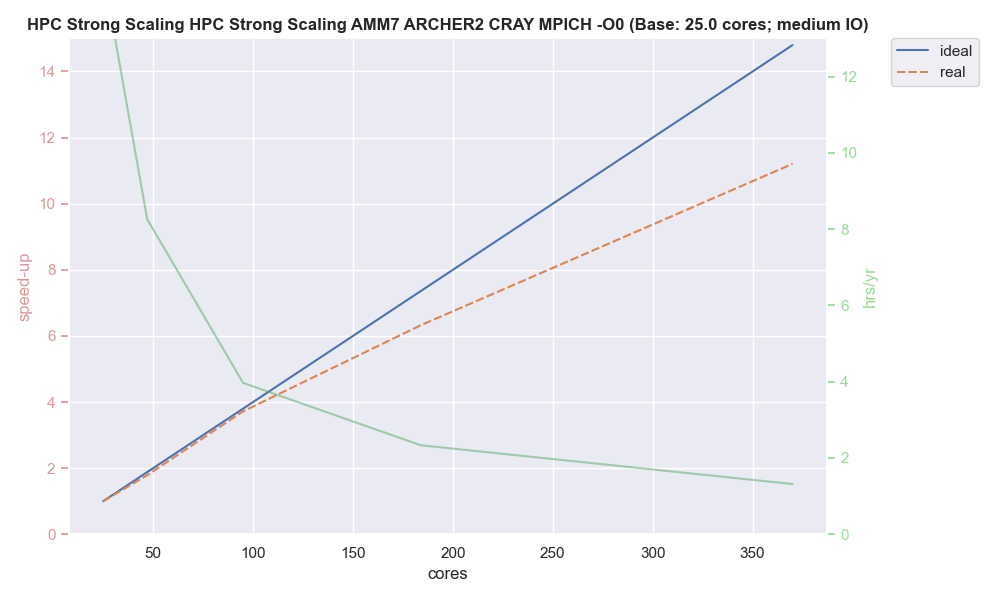 HPC Strong Scaling HPC Strong Scaling AMM7 ARCHER2 CRAY MPICH -O0 (Base: 25.0 cores; medium IO)
ideal
real
14
12
10
8
6
4
2
0
speed-up
12
10
8
6
4
2
0
hrs/yr
50 100 150 200 250 300 350
cores